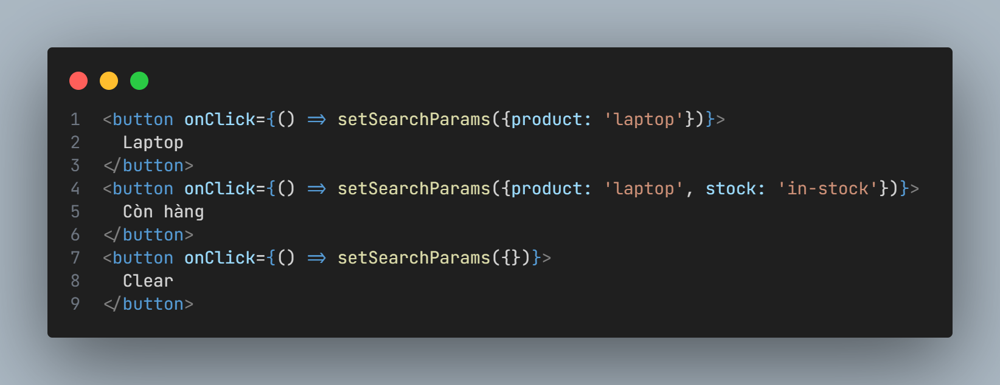 1 <button onClick={() => setSearchParams({product: 'laptop'})}>
2   Laptop
3 </button>
4 <button onClick={() => setSearchParams({product: 'laptop', stock: 'in-stock'})}>
5   Còn hàng
6 </button>
7 <button onClick={() => setSearchParams({})}>
8   Clear
9 </button>